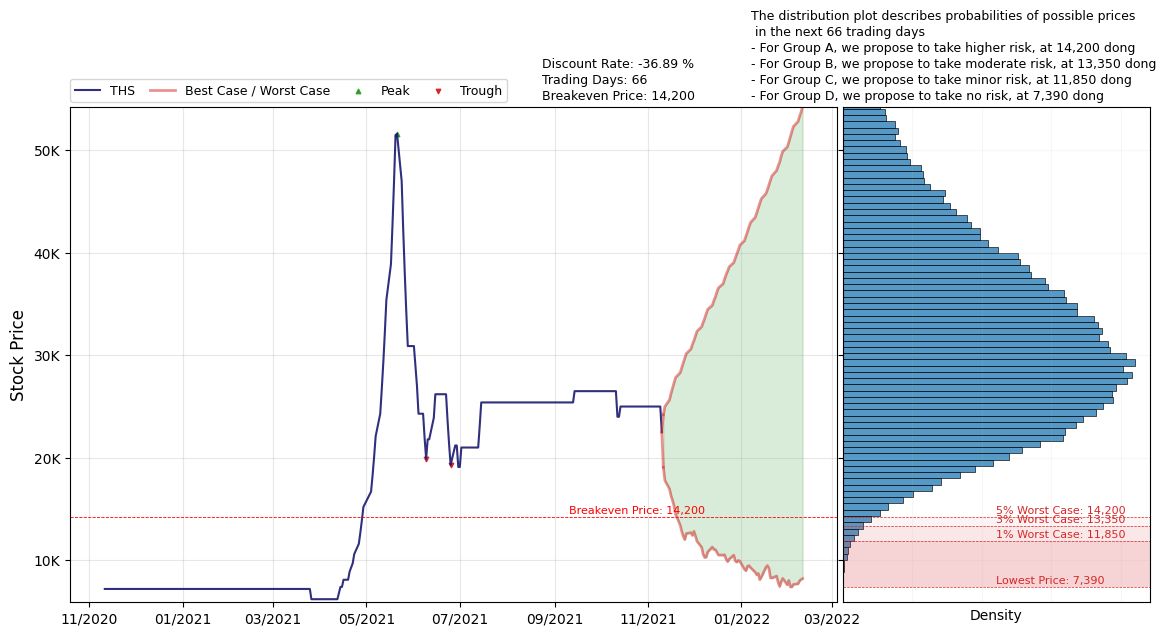 The distribution plot describes probabilities of possible prices
in the next 66 trading days
- For Group A, we propose to take higher risk, at 14,200 dong
- For Group B, we propose to take moderate risk, at 13,350 dong
- For Group C, we propose to take minor risk, at 11,850 dong
- For Group D, we propose to take no risk, at 7,390 dong
Discount Rate: -36.89 %
Trading Days: 66
Breakeven Price: 14,200
THS Best Case / Worst Case Peak Trough
50K
40K
30K
20K
10K
Stock Price
Breakeven Price: 14,200
5% Worst Case: 14,200
3% Worst Case: 13,350
1% Worst Case: 11,850
Lowest Price: 7,390
11/2020 01/2021 03/2021 05/2021 07/2021 09/2021 11/2021 01/2022 03/2022
Density